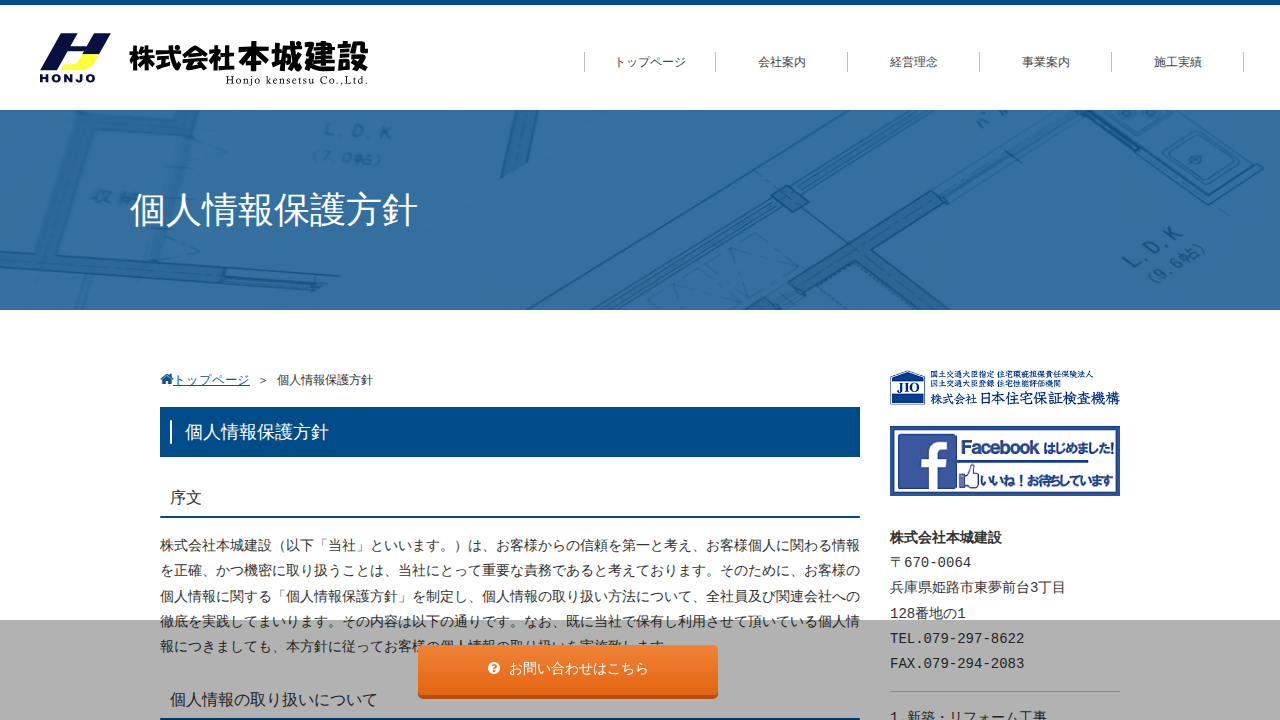 HONJO
株式会社本城建設
Honjo kensetsu Co.,Ltd.
トップページ
会社案内
経営理念
事業案内
施工実績
L.D.K
(7.0帖)
収納
L.D.K
(9.6帖)
個人情報保護方針
トップページ > 個人情報保護方針
個人情報保護方針
序文
株式会社本城建設（以下「当社」といいます。）は、お客様からの信頼を第一と考え、お客様個人に関わる情報
を正確、かつ機密に取り扱うことは、当社にとって重要な責務であると考えております。そのために、お客様の
個人情報に関する「個人情報保護方針」を制定し、個人情報の取り扱い方法について、全社員及び関連会社への
徹底を実践してまいります。その内容は以下の通りです。なお、既に当社で保有し利用させて頂いている個人情
報につきましても、本方針に従ってお客様の個人情報の取り扱いを実施致します。
個人情報の取り扱いについて
JIO
国土交通大臣指定 住宅瑕疵担保責任保険法人
国土交通大臣登録 住宅性能評価機関
株式会社 日本住宅保証検査機構
Facebook はじめました!
いいね！お待ちしています
株式会社本城建設
〒670-0064
兵庫県姫路市東夢前台3丁目
128番地の1
TEL.079-297-8622
FAX.079-294-2083
1.新築・リフォーム工事
お問い合わせはこちら